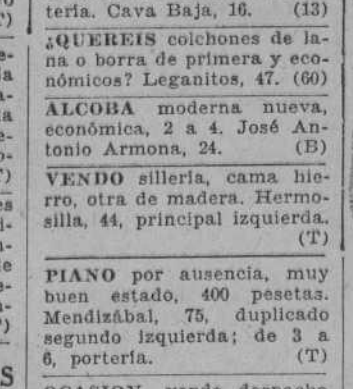 tería. Cava Baja, 16. (13)
¿QUEREIS colchones de la-
na o borra de primera y eco-
nómicos? Leganitos, 47. (60)
ALCOBA moderna nueva,
económica, 2 a 4. José An-
tonio Armona, 24. (B)
VENDO sillería, cama hie-
rro, otra de madera. Hermo-
silla, 44, principal izquierda.
(T)
PIANO por ausencia, muy
buen estado, 400 pesetas.
Mendizábal, 75, duplicado
segundo izquierda; de 3 a
6, portería. (T)